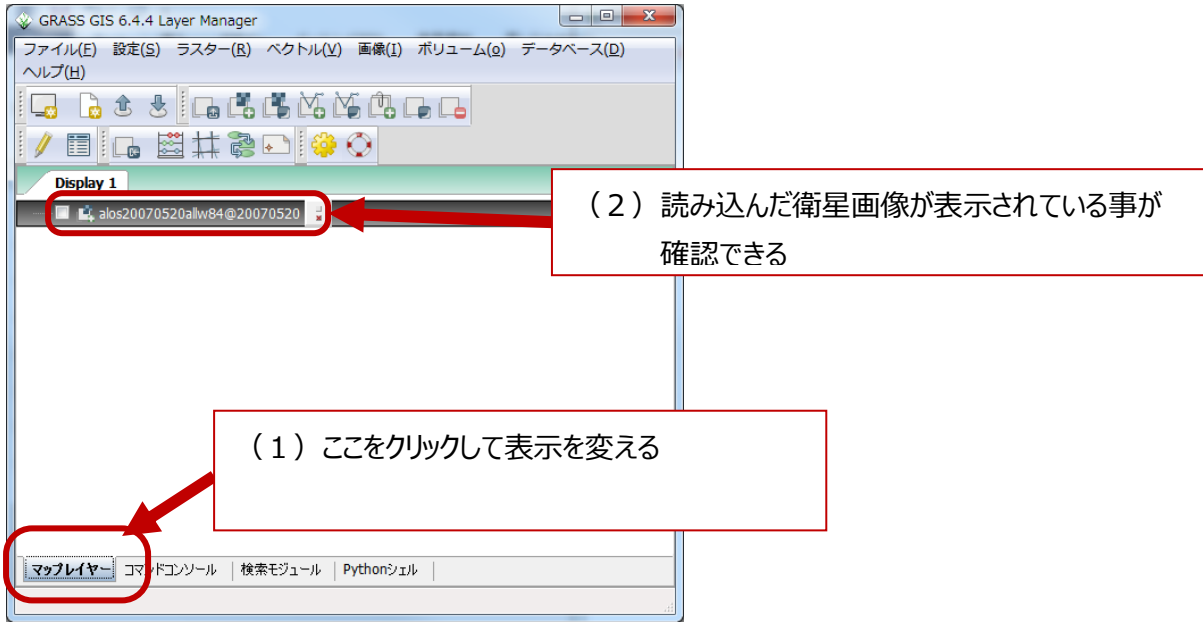 GRASS GIS 6.4.4 Layer Manager
ファイル(F) 設定(S) ラスター(R) ベクトル(V) 画像(I) ボリューム(o) データベース(D)
ヘルプ(H)
Display 1
alos20070520allw84@20070520
（２）読み込んだ衛星画像が表示されている事が
確認できる
（１）ここをクリックして表示を変える
マップレイヤー コマンドコンソール 検索モジュール Pythonシェル